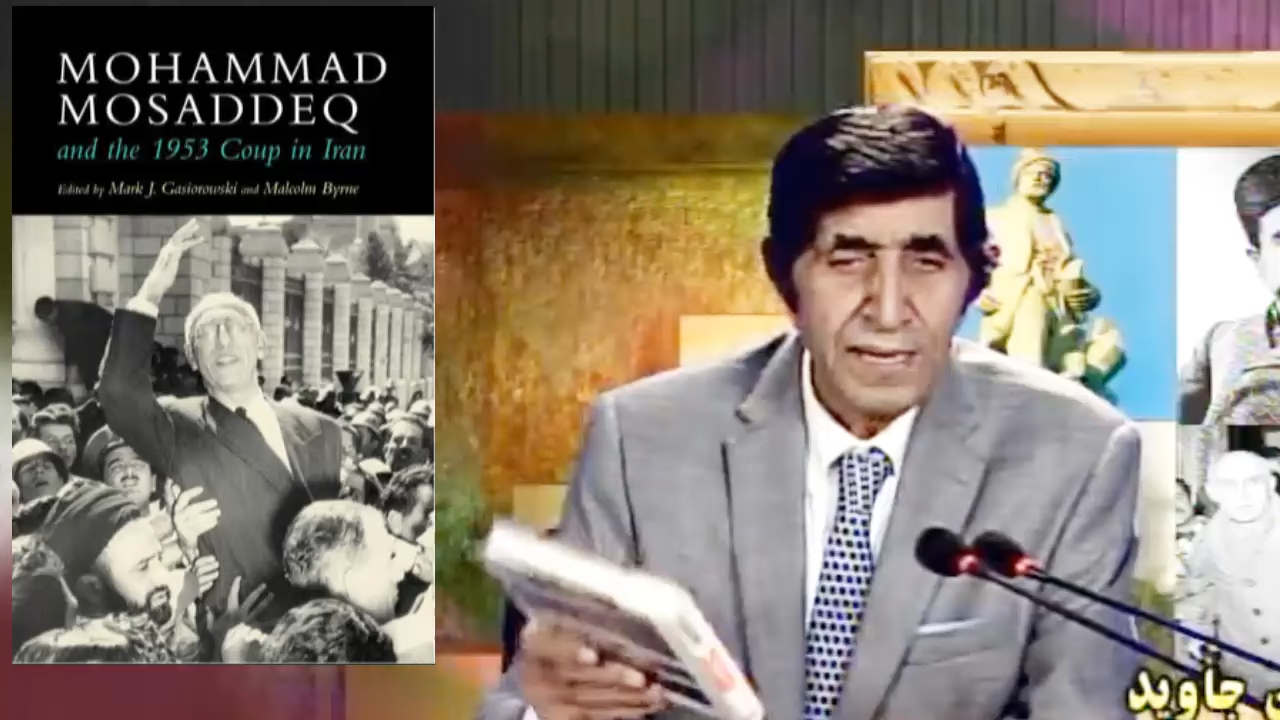 MOHAMMAD
MOSADDEQ
and the 1953 Coup in Iran
Edited by Mark J. Gasiorowski and Malcolm Byrne
جاوید